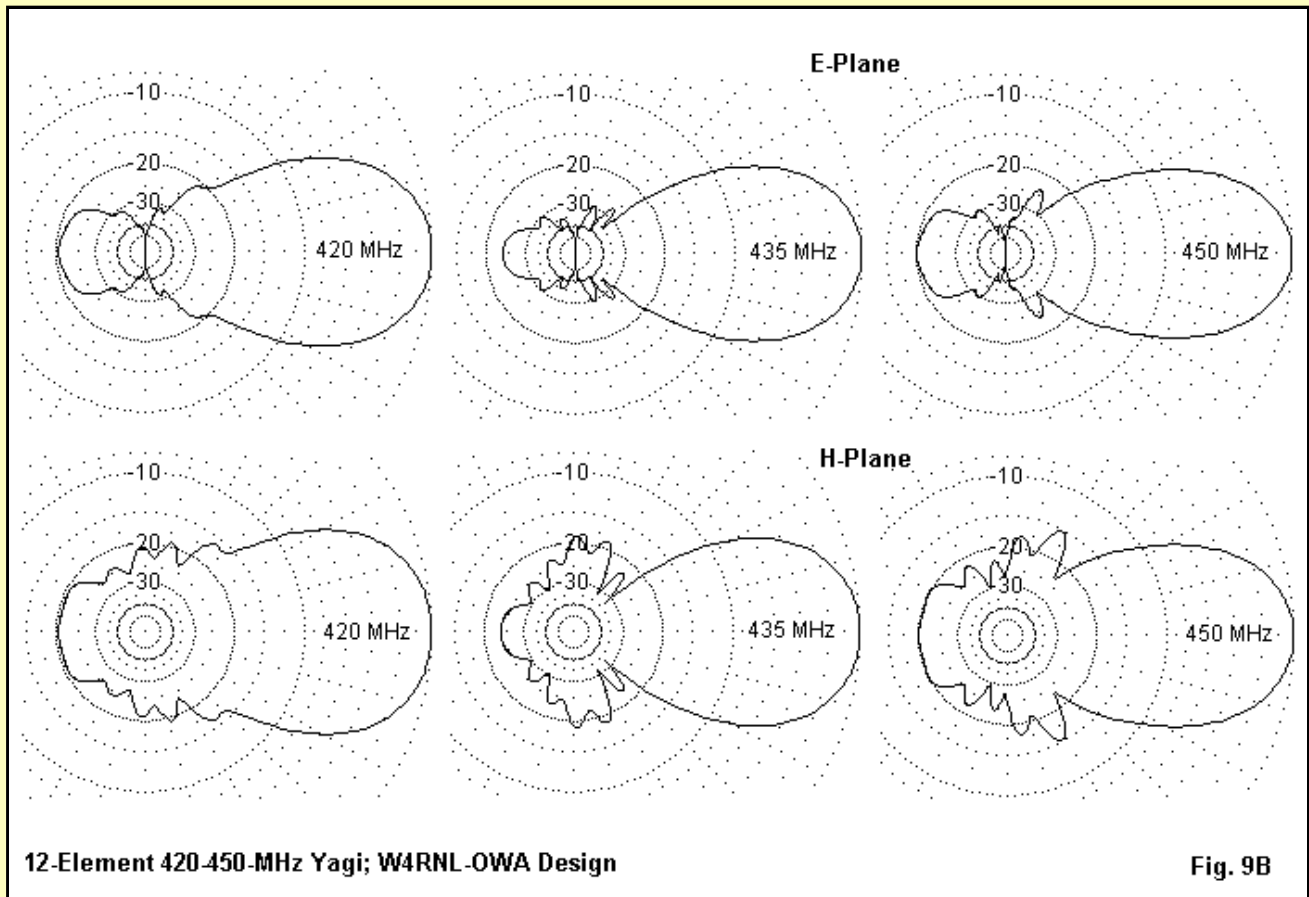 E-Plane
-10 -10 -10
-20 -20 -20
-30 -30 -30
420 MHz 435 MHz 450 MHz
H-Plane
-10 -10 -10
20 20 20
-30 -30 30
420 MHz 435 MHz 450 MHz
12-Element 420-450-MHz Yagi; W4RNL-OWA Design
Fig. 9B